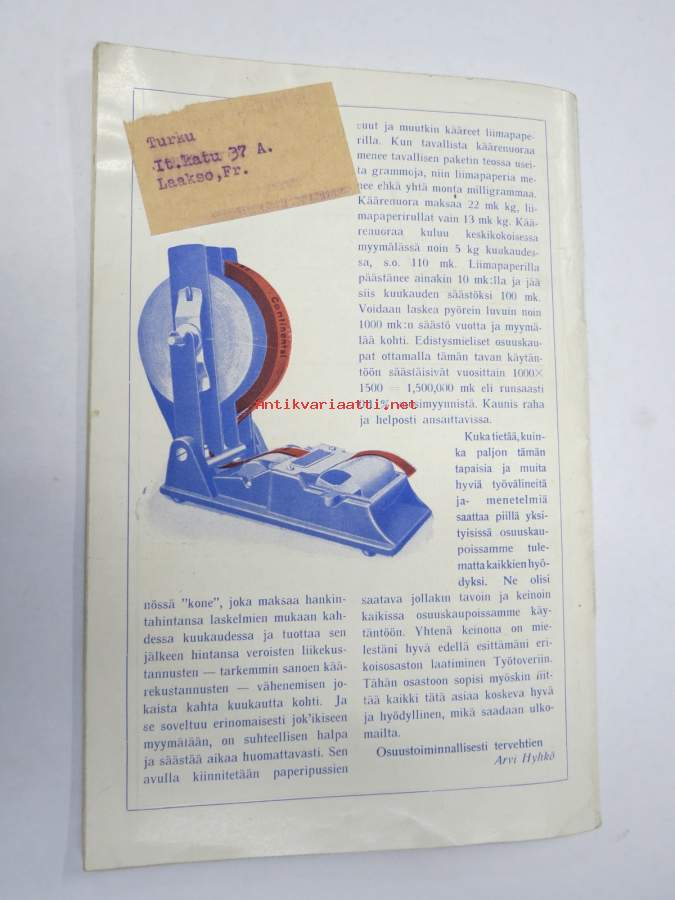 Turku
It.Katu 37 A.
Laakso,Fr.
Continental
nössä "kone", joka maksaa hankin-
tahintansa laskelmien mukaan kah-
dessa kuukaudessa ja tuottaa sen
jälkeen hintansa veroisten liikekus-
tannusten — tarkemmin sanoen kää-
rekustannusten — vähenemisen jo-
kaista kahta kuukautta kohti. Ja
se soveltuu erinomaisesti jok'ikiseen
myymälään, on suhteellisen halpa
ja säästää aikaa huomattavasti. Sen
avulla kiinnitetään paperipussien
suut ja muutkin kääreet liimapape-
rilla. Kun tavallista käärenuoraa
menee tavallisen paketin teossa usei-
ta grammoja, niin liimapaperia me-
nee ehkä yhtä monta milligrammaa.
Käärenuora maksaa 22 mk kg, lii-
mapaperirullat vain 13 mk kg. Kää-
renuoraa kuluu keskikokoisessa
myymälässä noin 5 kg kuukaudes-
sa, s.o. 110 mk. Liimapaperilla
päästänee ainakin 10 mk:lla ja jää
siis kuukauden säästöksi 100 mk.
Voidaan laskea pyörein luvuin noin
1000 mk:n säästö vuotta ja myymä-
lää kohti. Edistysmieliset osuuskau-
pat ottamalla tämän tavan käytän-
töön säästäisivät vuosittain 1000×
1500 = 1,500,000 mk eli runsaasti
% osimyynnistä. Kaunis raha
ja helposti ansaittavissa.
Antikvariaatti.net
Kuka tietää, kuin-
ka paljon tämän
tapaisia ja muita
hyviä työvälineitä
ja- menetelmiä
saattaa piillä yksi-
tyisissä osuuskau-
poissamme tule-
matta kaikkien hyö-
dyksi. Ne olisi
saatava jollakin tavoin ja keinoin
kaikissa osuuskaupoissamme käy-
täntöön. Yhtenä keinona on mie-
lestäni hyvä edellä esittämäni eri-
koisosaston laatiminen Työtoveriin.
Tähän osastoon sopisi myöskin liit-
tää kaikki tätä asiaa koskeva hyvä
ja hyödyllinen, mikä saadaan ulko-
mailta.
Osuustoiminnallisesti tervehtien
Arvi Hyhkö